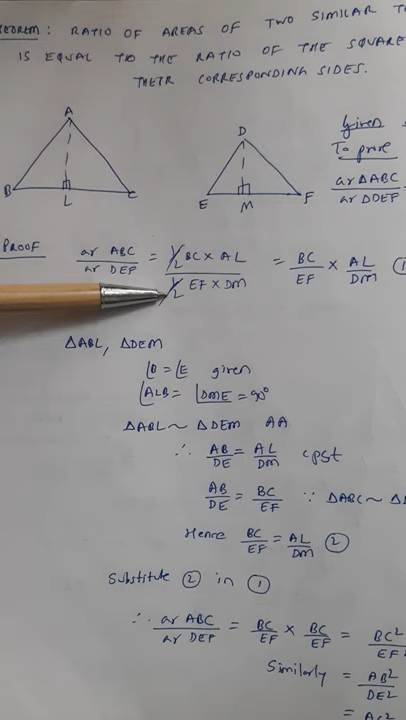 THEOREM: RATIO OF AREAS OF TWO SIMILAR
IS EQUAL TO THE RATIO OF THE SQUARE
THEIR CORRESPONDING SIDES.
A
B L C
D
E M F
Given
To prove
ar ΔABC / ar ΔDEF
PROOF
ar ABC / ar DEF = (1/2 BC × AL) / (1/2 EF × DM) = BC/EF × AL/DM ①
ΔABL, ΔDEM
∠B = ∠E given
∠ALB = ∠DME = 90°
ΔABL ~ ΔDEM AA
∴ AB/DE = AL/DM cpst
AB/DE = BC/EF ∵ ΔABC ~ Δ
Hence BC/EF = AL/DM ②
Substitute ② in ①
∴ ar ABC / ar DEF = BC/EF × BC/EF = BC²/EF²
Similarly = AB²/DE²
= AC²